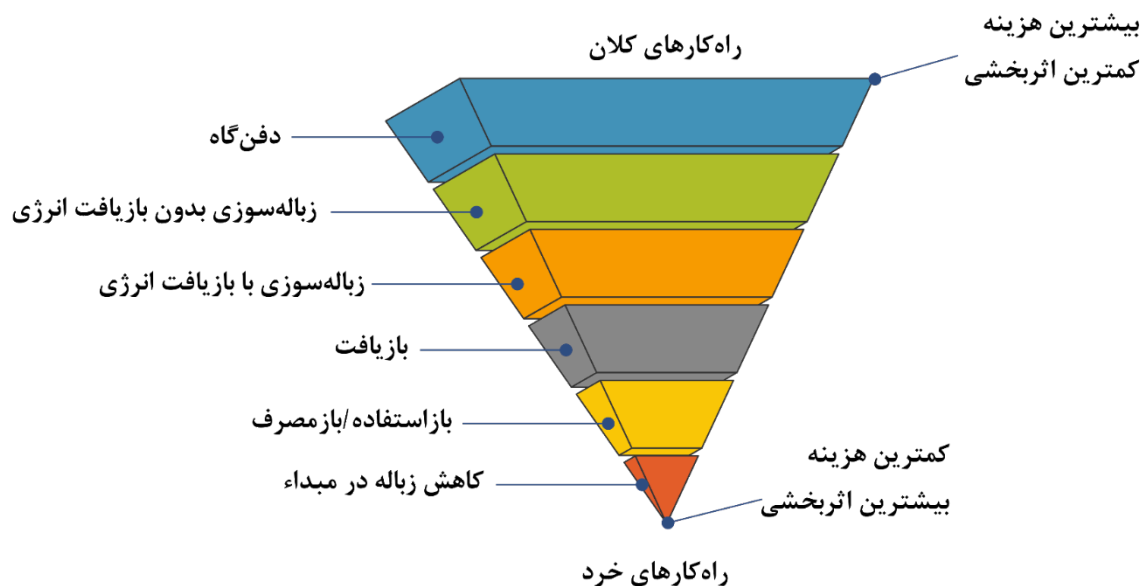 بیشترین هزینه
کمترین اثربخشی
راه‌کارهای کلان
دفن‌گاه
زباله‌سوزی بدون بازیافت انرژی
زباله‌سوزی با بازیافت انرژی
بازیافت
بازاستفاده/بازمصرف
کمترین هزینه
کاهش زباله در مبداء
بیشترین اثربخشی
راه‌کارهای خرد